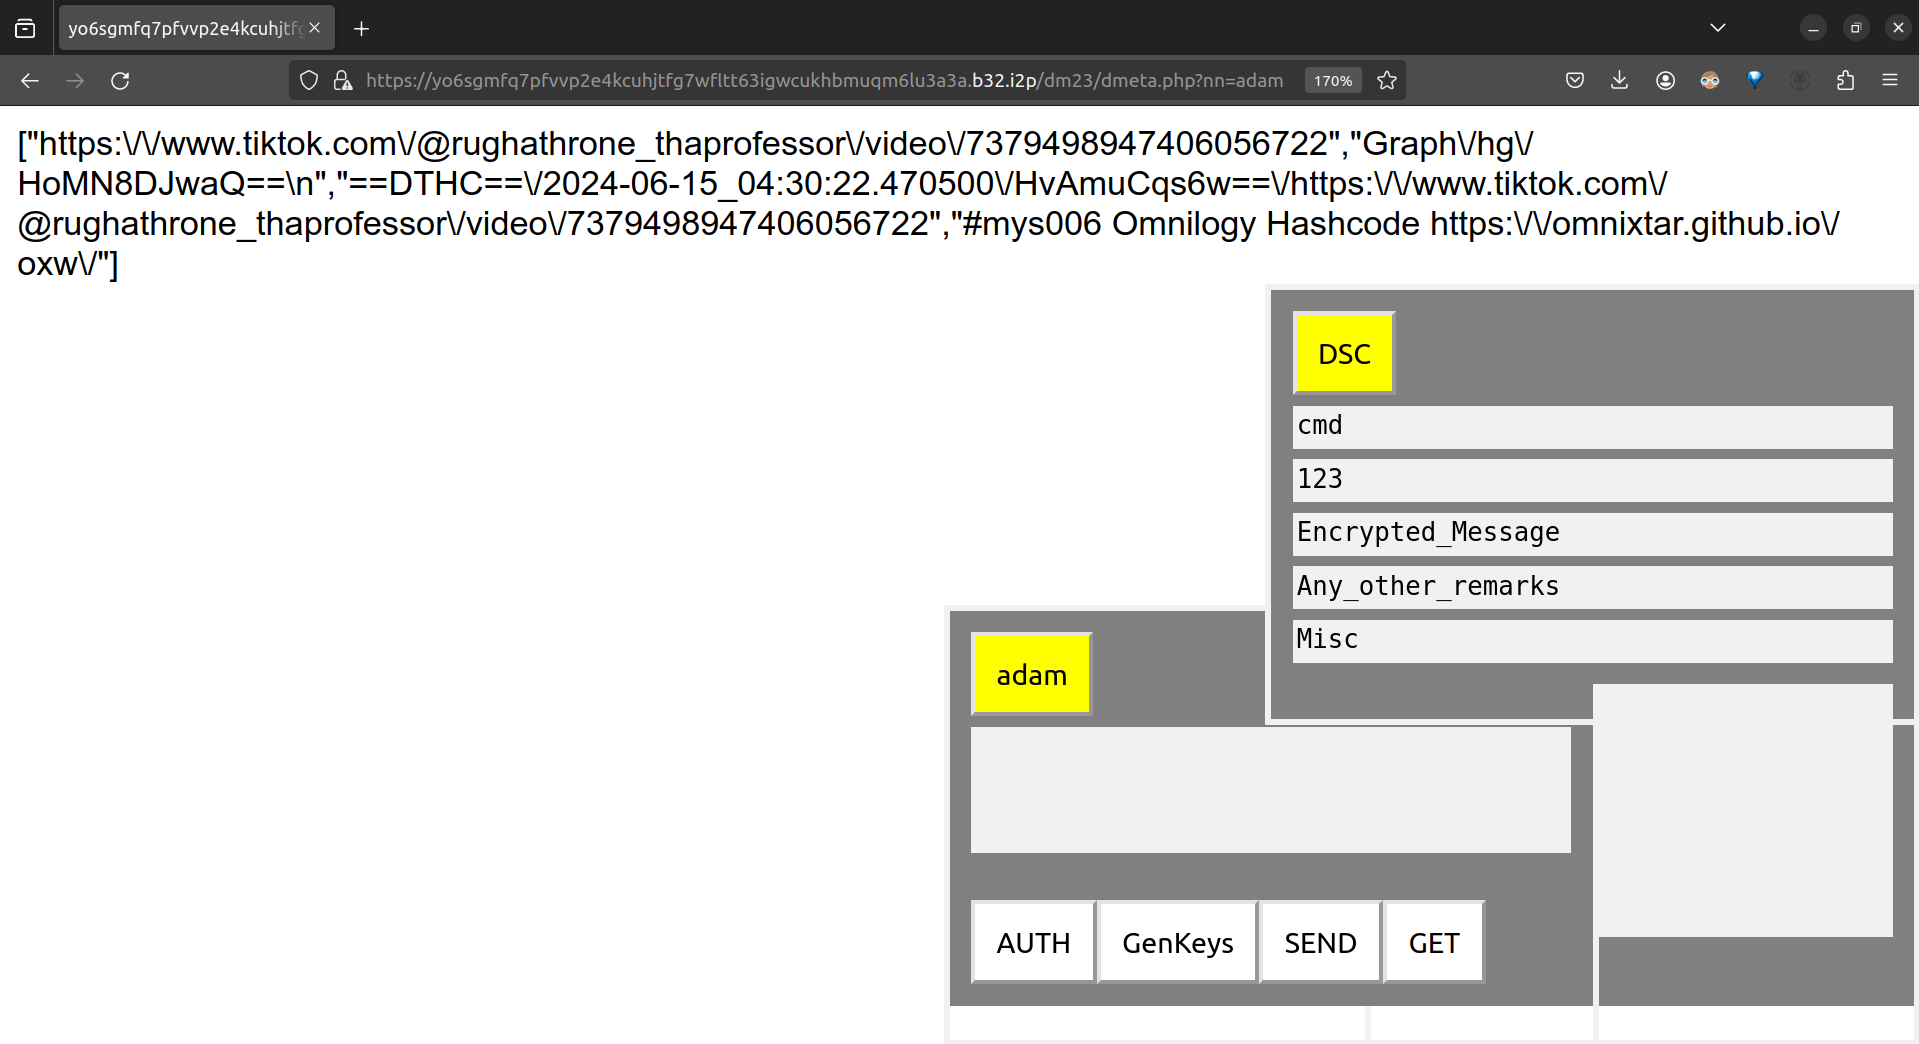 yo6sgmfq7pfvvp2e4kcuhjtfg
https://yo6sgmfq7pfvvp2e4kcuhjtfg7wfltt63igwcukhbmuqm6lu3a3a.b32.i2p/dm23/dmeta.php?nn=adam
170%
["https:\/\/www.tiktok.com\/@rughathrone_thaprofessor\/video\/7379498947406056722","Graph\/hg\/
HoMN8DJwaQ==\n","==DTHC==\/2024-06-15_04:30:22.470500\/HvAmuCqs6w==\/https:\/\/www.tiktok.com\/
@rughathrone_thaprofessor\/video\/7379498947406056722","#mys006 Omnilogy Hashcode https:\/\/omnixtar.github.io\/
oxw\/"]
DSC
cmd
123
Encrypted_Message
Any_other_remarks
Misc
adam
AUTH GenKeys SEND GET